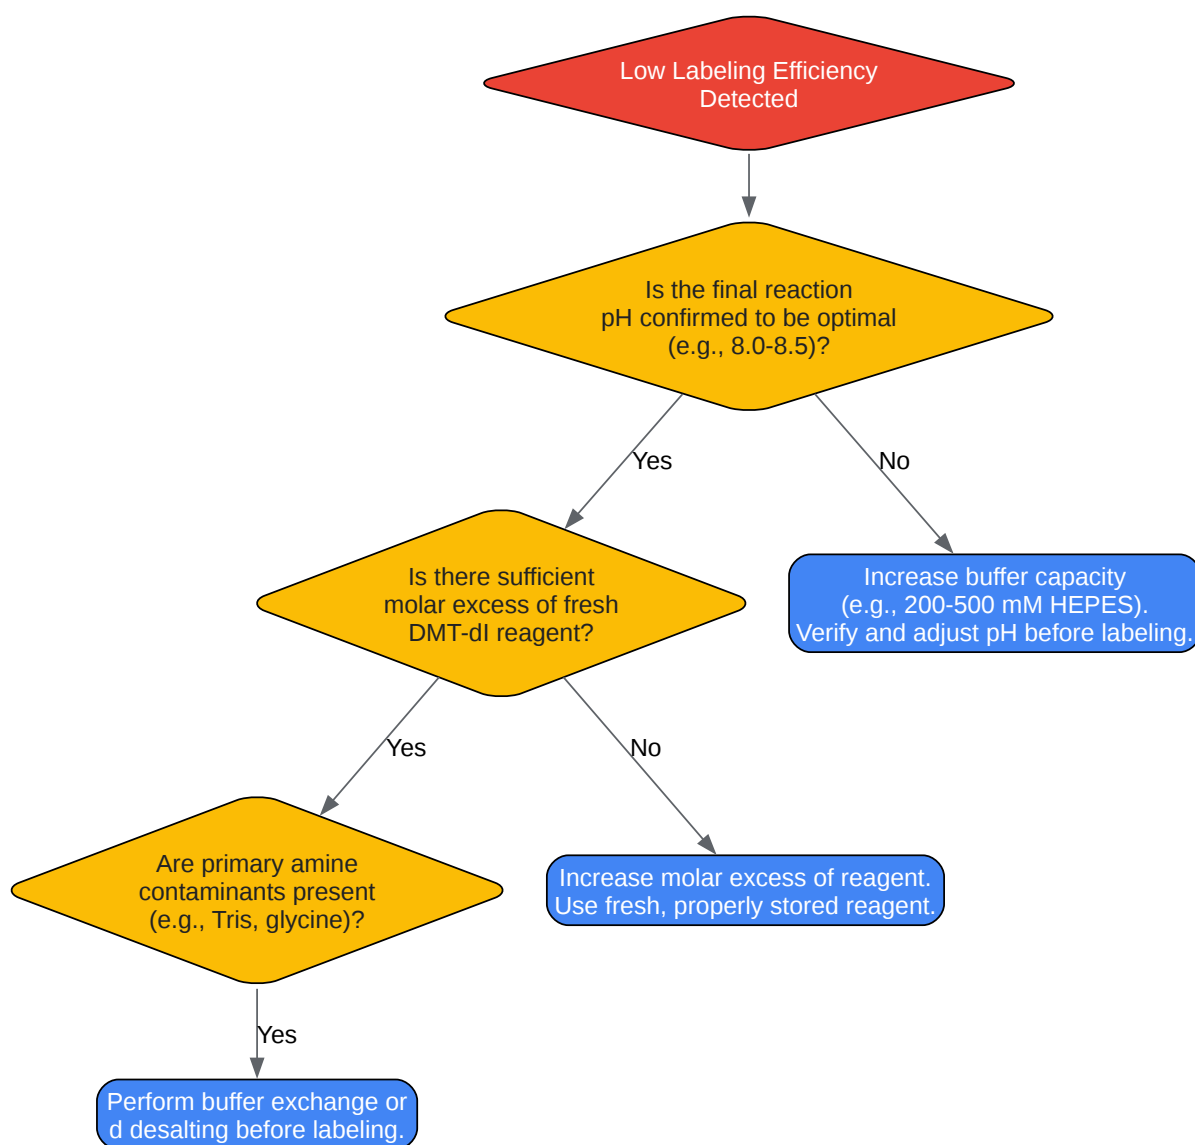 Low Labeling Efficiency
Detected
Is the final reaction
pH confirmed to be optimal
(e.g., 8.0-8.5)?
Yes
No
Is there sufficient
molar excess of fresh
DMT-dI reagent?
Increase buffer capacity
(e.g., 200-500 mM HEPES).
Verify and adjust pH before labeling.
Yes
No
Are primary amine
contaminants present
(e.g., Tris, glycine)?
Increase molar excess of reagent.
Use fresh, properly stored reagent.
Yes
Perform buffer exchange or
d desalting before labeling.